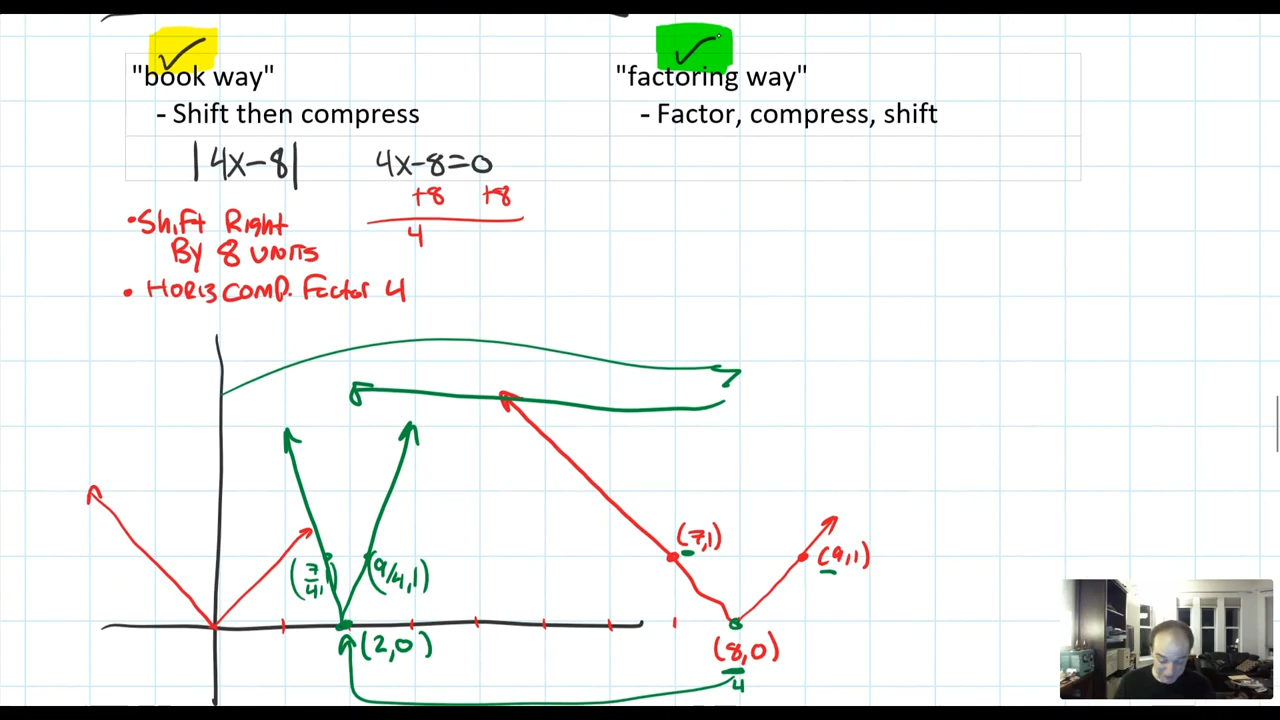 "book way"
- Shift then compress
|4x-8|
4x-8=0
+8 +8
4
• Shift Right
By 8 UNITS
• HORIZ COMP. Factor 4
"factoring way"
- Factor, compress, shift
(7,1)
(9,1)
(7/4,1)
(9/4,1)
(2,0)
(8,0)
4